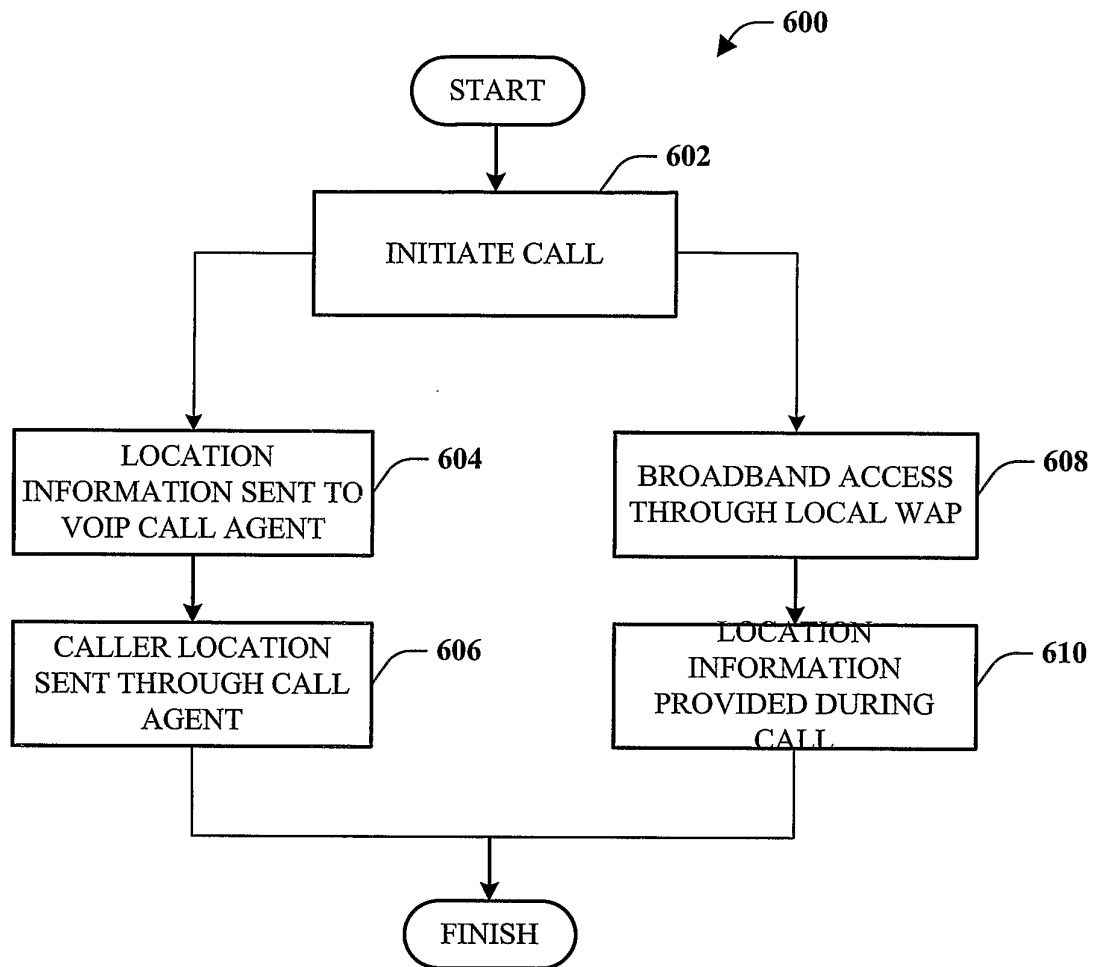 600
START
602
INITIATE CALL
LOCATION
INFORMATION SENT TO
VOIP CALL AGENT
604
CALLER LOCATION
SENT THROUGH CALL
AGENT
606
BROADBAND ACCESS
THROUGH LOCAL WAP
608
LOCATION
INFORMATION
PROVIDED DURING
CALL
610
FINISH